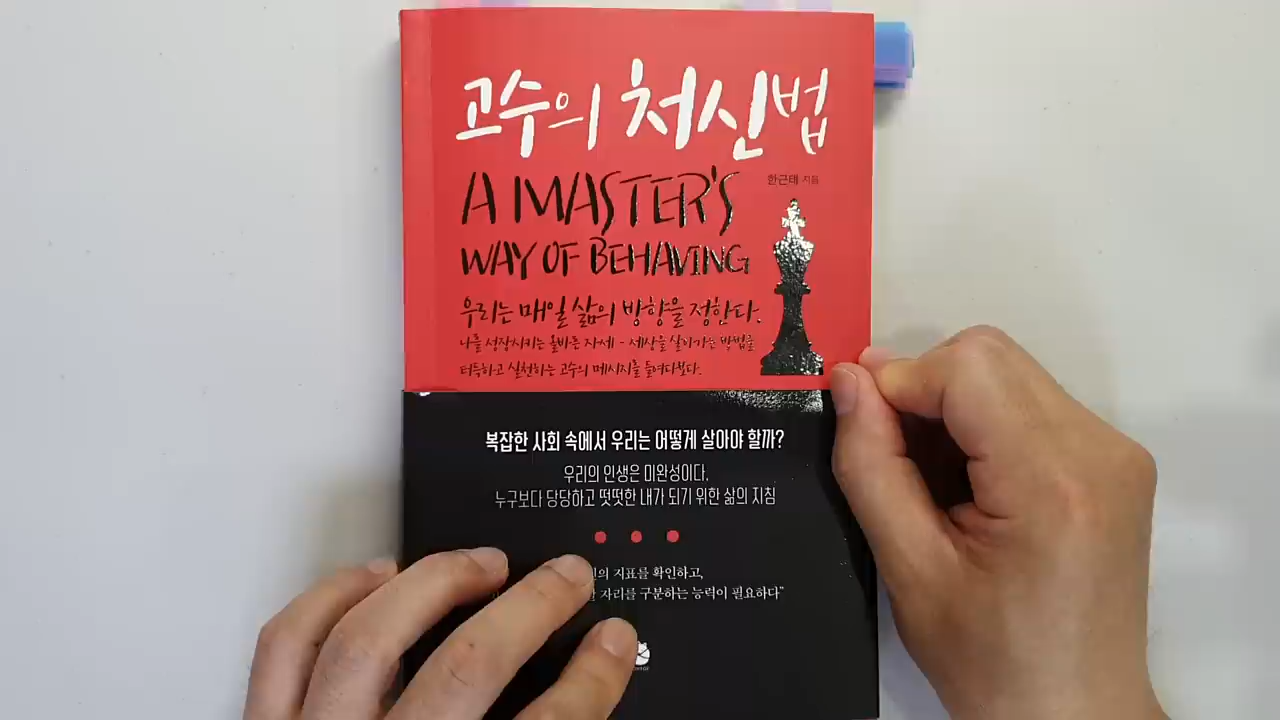 고수의 처신법
한근태 지음
A MASTER'S
WAY OF BEHAVING
우리는 매일 삶의 방향을 정한다.
나를 성장시키는 올바른 자세 - 세상을 살아가는 방법을
터득하고 실천하는 고수의 메시지를 들여다보다.
복잡한 사회 속에서 우리는 어떻게 살아야 할까?
우리의 인생은 미완성이다.
누구보다 당당하고 떳떳한 내가 되기 위한 삶의 지침
지표를 확인하고,
자리를 구분하는 능력이 필요하다"